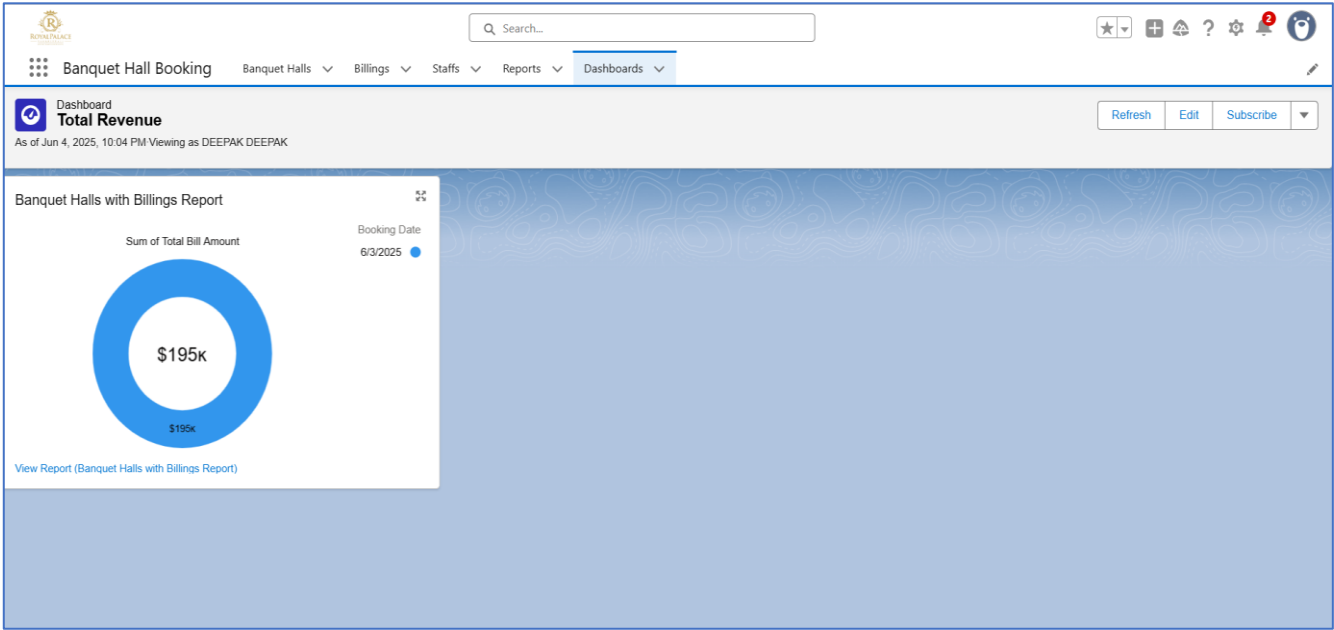 ROYALPALACE
Search...
2
Banquet Hall Booking
Banquet Halls
Billings
Staffs
Reports
Dashboards
Dashboard
Total Revenue
As of Jun 4, 2025, 10:04 PM·Viewing as DEEPAK DEEPAK
Refresh
Edit
Subscribe
Banquet Halls with Billings Report
Sum of Total Bill Amount
Booking Date
6/3/2025
$195K
$195K
View Report (Banquet Halls with Billings Report)